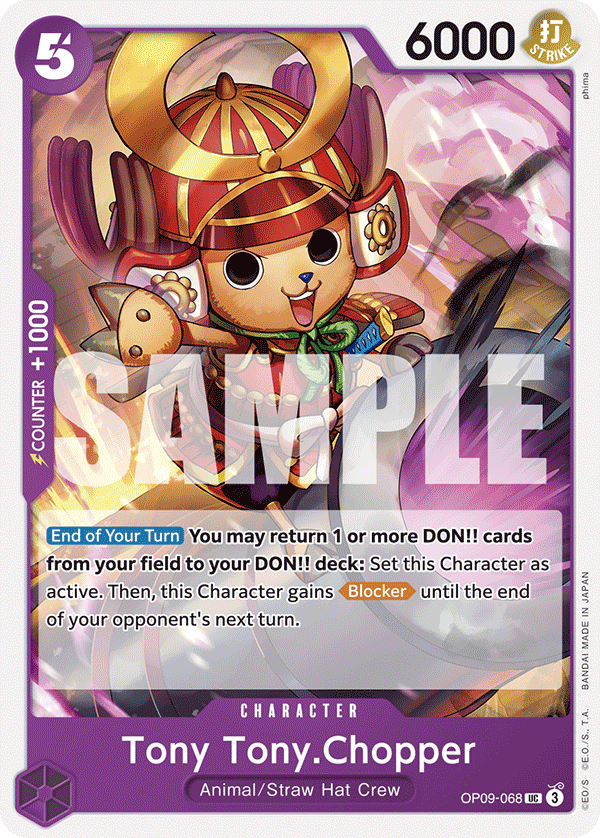 5
6000
打
STRIKE
phima
COUNTER +1000
SAMPLE
End of Your Turn You may return 1 or more DON!! cards
from your field to your DON!! deck: Set this Character as
active. Then, this Character gains Blocker until the end
of your opponent's next turn.
CHARACTER
Tony Tony.Chopper
Animal/Straw Hat Crew
OP09-068 UC 3
©EO/S ©E.O./S., T.A. BANDAI MADE IN JAPAN